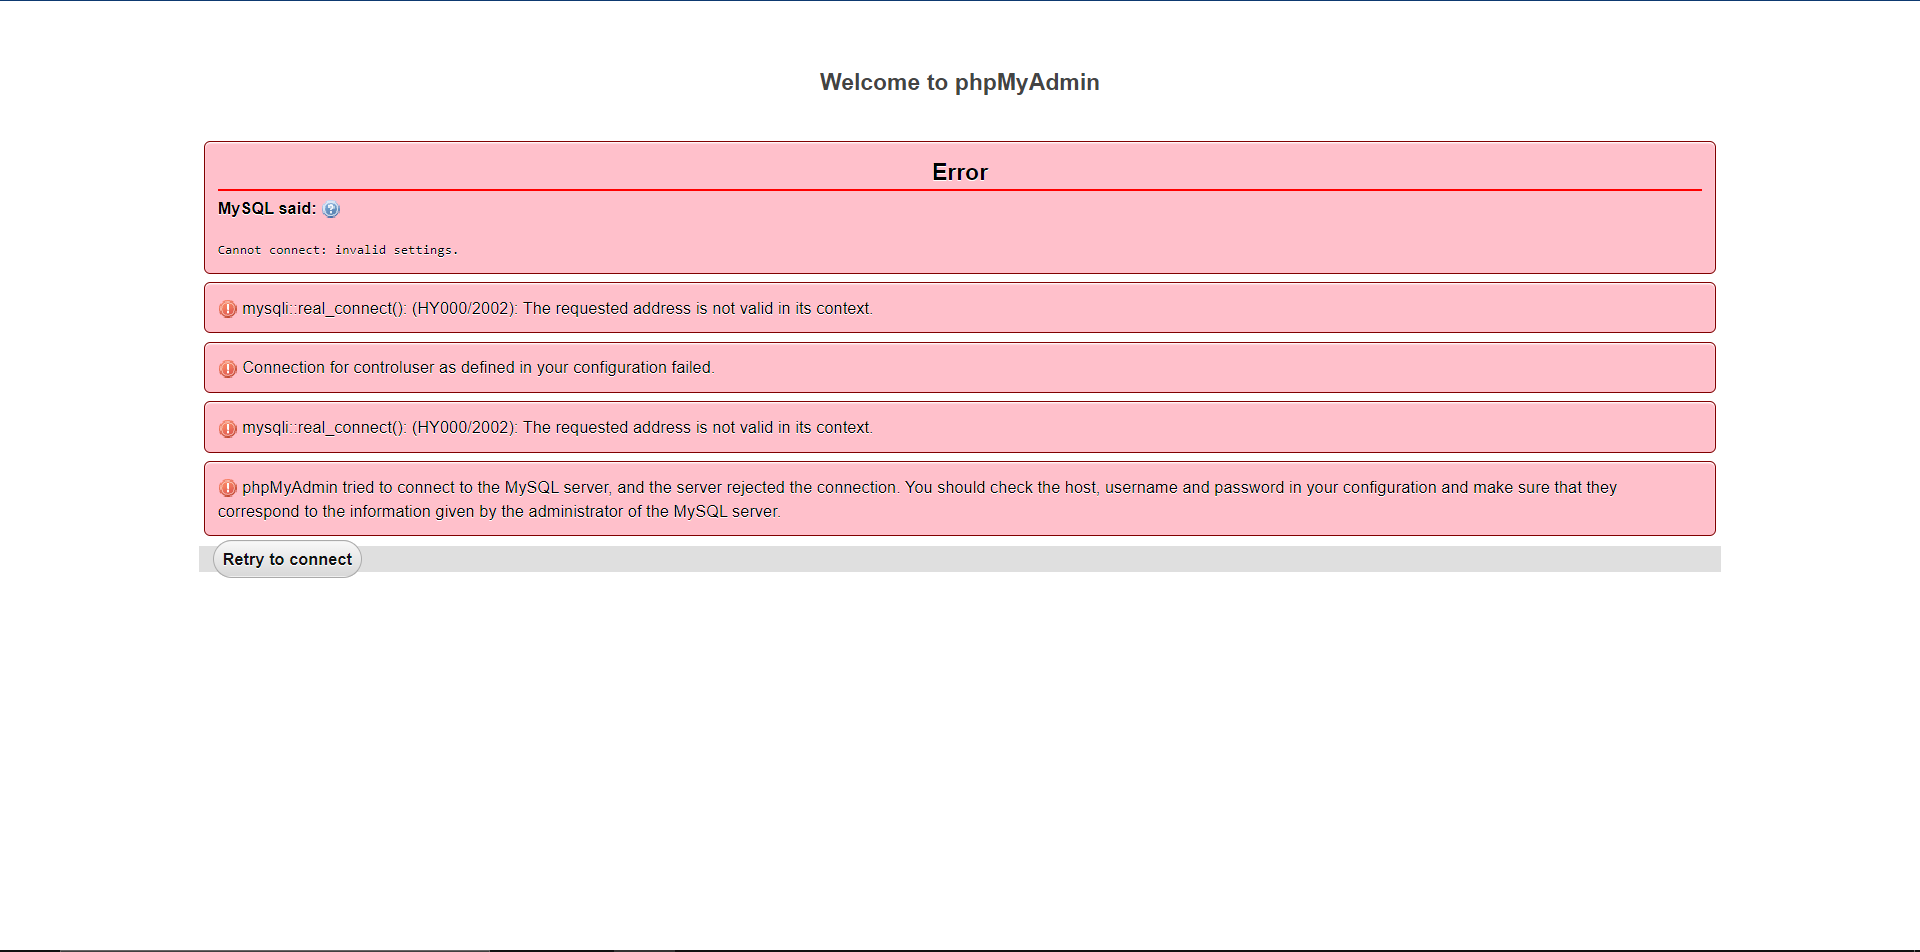 Welcome to phpMyAdmin
Error
MySQL said:
Cannot connect: invalid settings.
mysqli::real_connect(): (HY000/2002): The requested address is not valid in its context.
Connection for controluser as defined in your configuration failed.
mysqli::real_connect(): (HY000/2002): The requested address is not valid in its context.
phpMyAdmin tried to connect to the MySQL server, and the server rejected the connection. You should check the host, username and password in your configuration and make sure that they
correspond to the information given by the administrator of the MySQL server.
Retry to connect